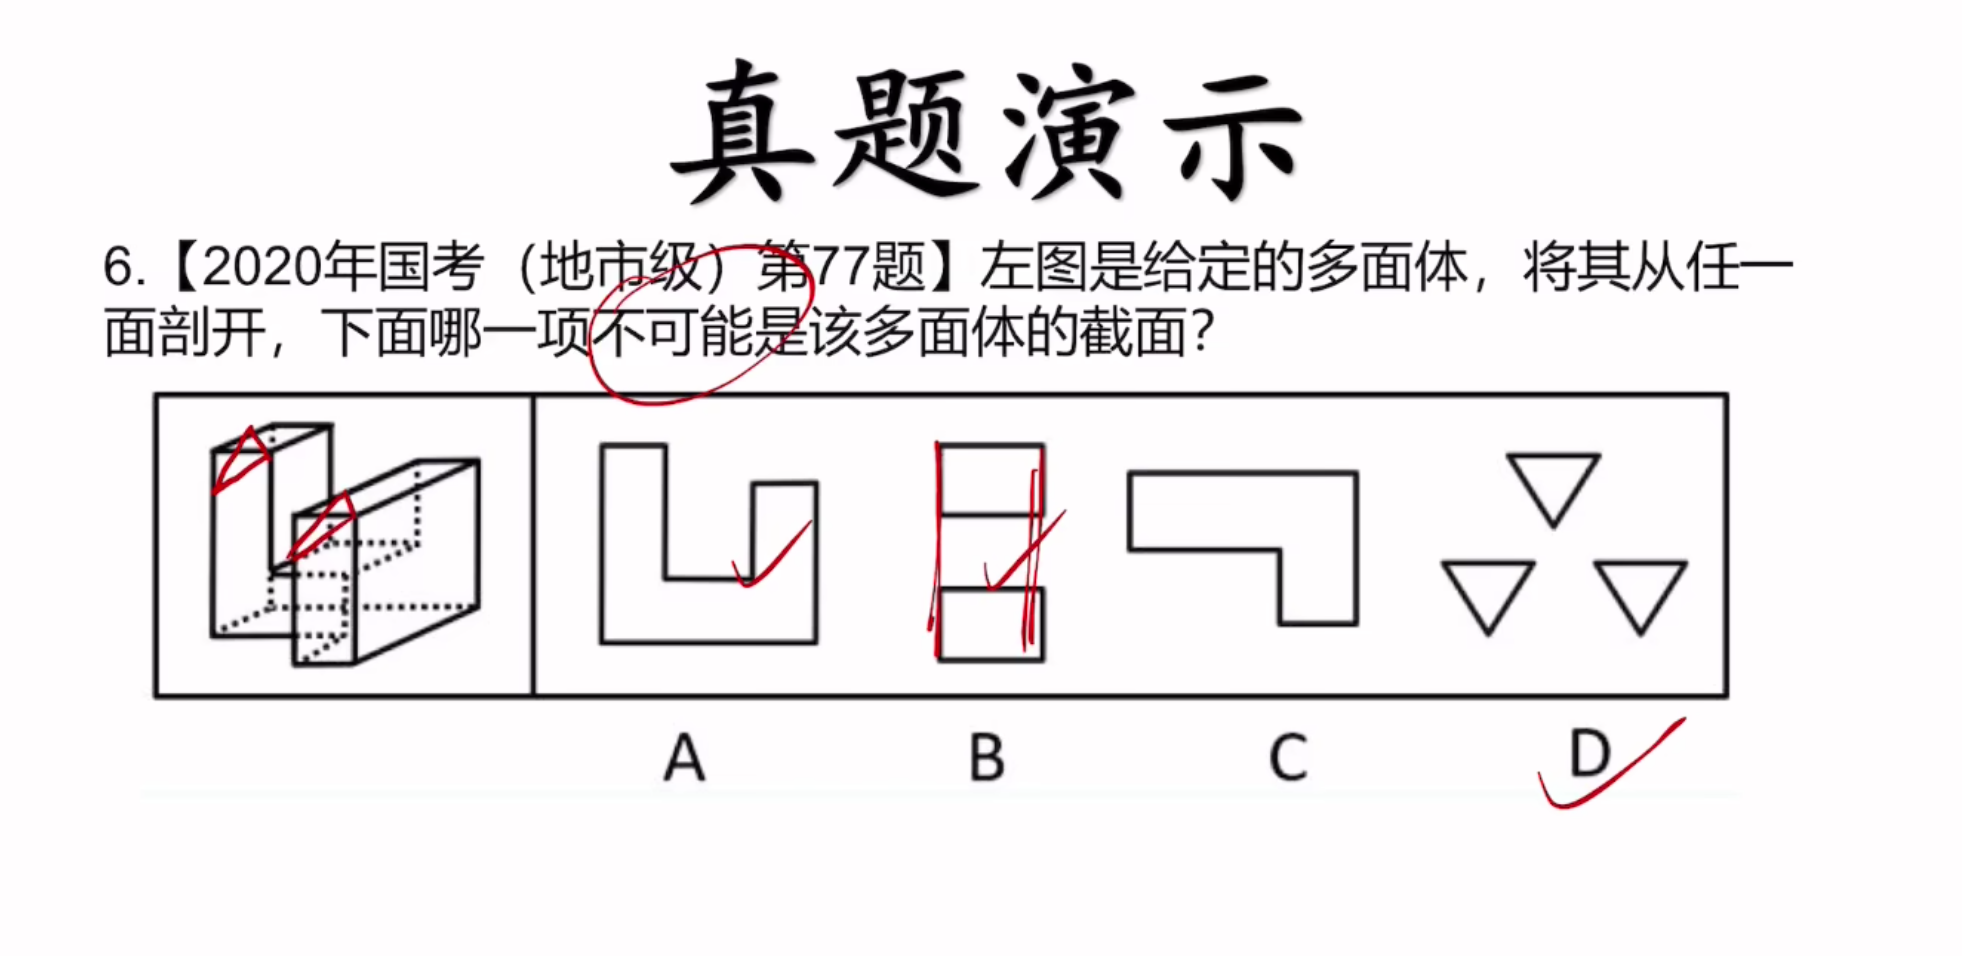 真题演示
6.【2020年国考（地市级）第77题】左图是给定的多面体，将其从任一
面剖开，下面哪一项不可能是该多面体的截面？
A B C D